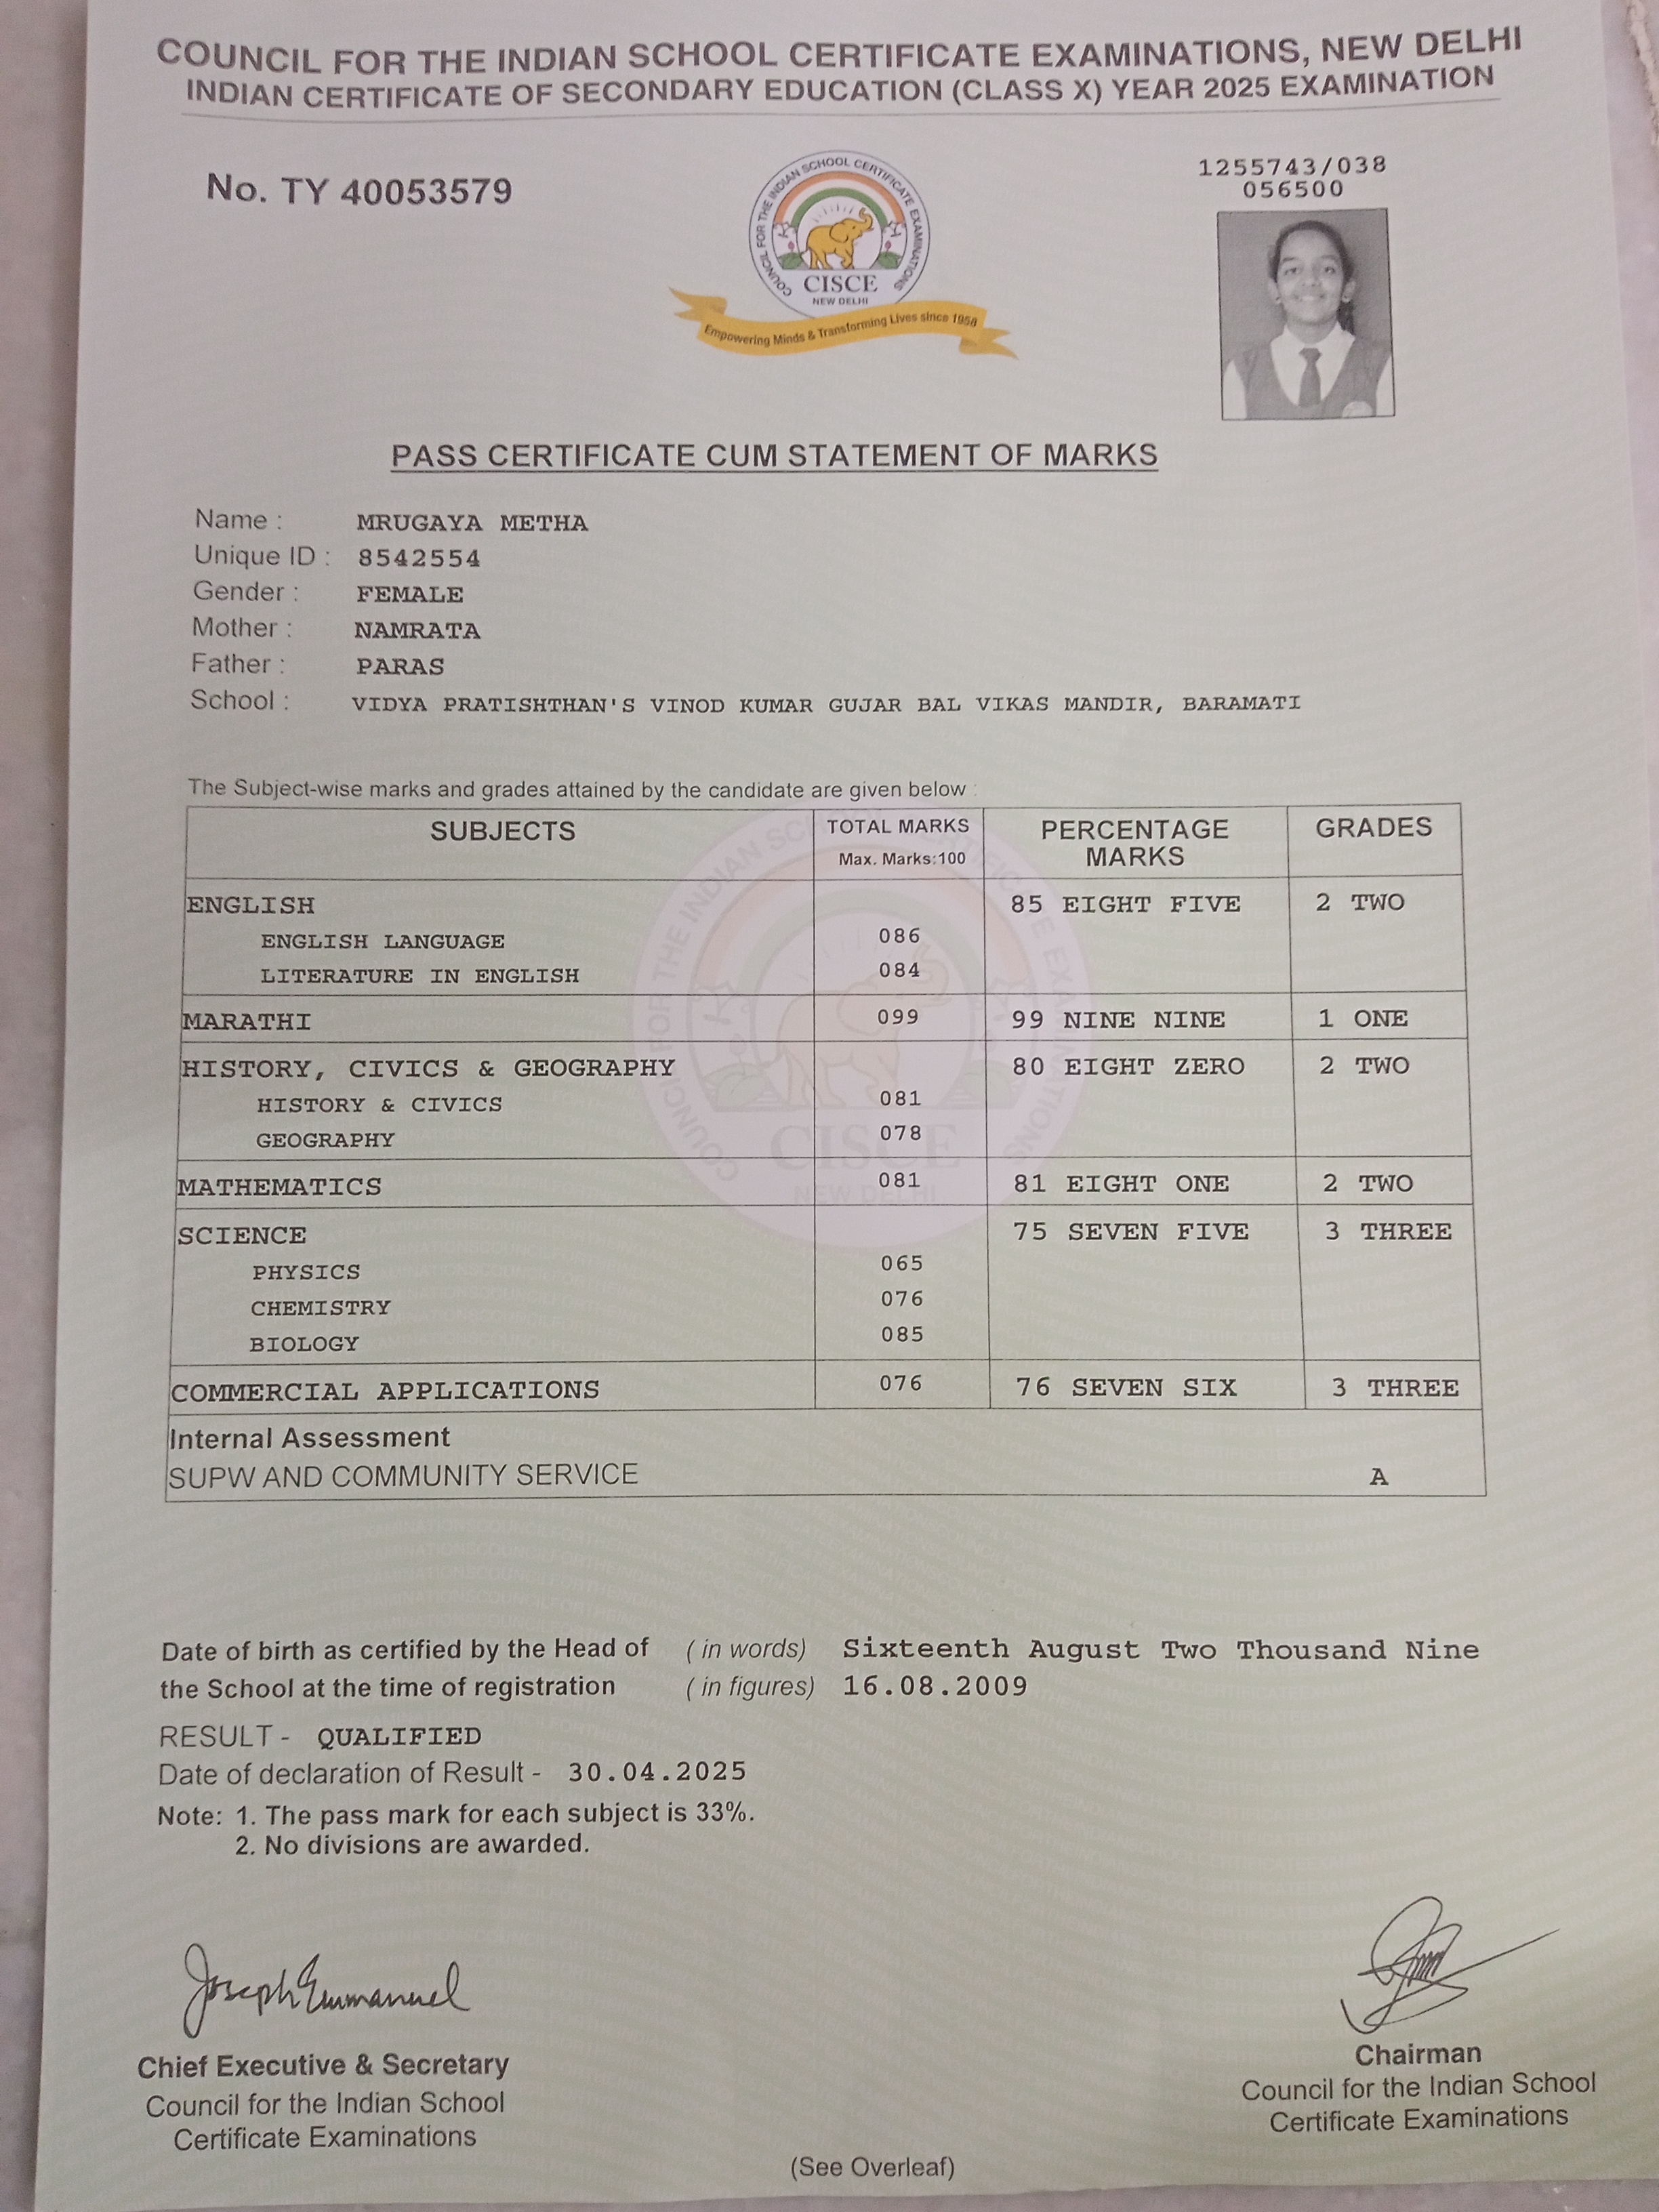 COUNCIL FOR THE INDIAN SCHOOL CERTIFICATE EXAMINATIONS, NEW DELHI
INDIAN CERTIFICATE OF SECONDARY EDUCATION (CLASS X) YEAR 2025 EXAMINATION
No. TY 40053579
1255743/038
056500
COUNCIL FOR THE INDIAN SCHOOL CERTIFICATE EXAMINATIONS
CISCE
NEW DELHI
Empowering Minds & Transforming Lives since 1958
PASS CERTIFICATE CUM STATEMENT OF MARKS
Name : MRUGAYA METHA
Unique ID : 8542554
Gender : FEMALE
Mother : NAMRATA
Father : PARAS
School : VIDYA PRATISHTHAN'S VINOD KUMAR GUJAR BAL VIKAS MANDIR, BARAMATI
The Subject-wise marks and grades attained by the candidate are given below :
SUBJECTS TOTAL MARKS Max. Marks:100 PERCENTAGE MARKS GRADES
ENGLISH 85 EIGHT FIVE 2 TWO
ENGLISH LANGUAGE 086
LITERATURE IN ENGLISH 084
MARATHI 099 99 NINE NINE 1 ONE
HISTORY, CIVICS & GEOGRAPHY 80 EIGHT ZERO 2 TWO
HISTORY & CIVICS 081
GEOGRAPHY 078
MATHEMATICS 081 81 EIGHT ONE 2 TWO
SCIENCE 75 SEVEN FIVE 3 THREE
PHYSICS 065
CHEMISTRY 076
BIOLOGY 085
COMMERCIAL APPLICATIONS 076 76 SEVEN SIX 3 THREE
Internal Assessment
SUPW AND COMMUNITY SERVICE A
Date of birth as certified by the Head of (in words) Sixteenth August Two Thousand Nine
the School at the time of registration (in figures) 16.08.2009
RESULT - QUALIFIED
Date of declaration of Result - 30.04.2025
Note: 1. The pass mark for each subject is 33%.
2. No divisions are awarded.
Joseph Emmanuel
Chief Executive & Secretary
Council for the Indian School
Certificate Examinations
Chairman
Council for the Indian School
Certificate Examinations
(See Overleaf)